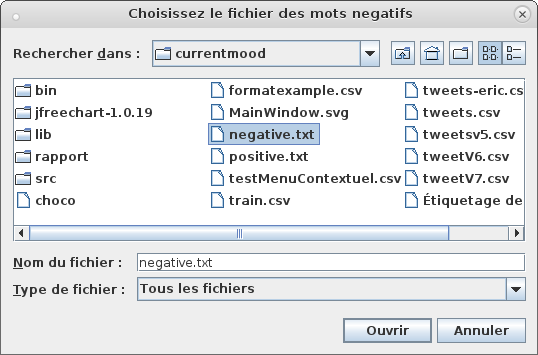 Choisissez le fichier des mots negatifs
Rechercher dans :
currentmood
bin
jfreechart-1.0.19
lib
rapport
src
choco
formatexample.csv
MainWindow.svg
negative.txt
positive.txt
testMenuContextuel.csv
train.csv
tweets-eric.cs
tweets.csv
tweetsv5.csv
tweetV6.csv
tweetV7.csv
Étiquetage de
Nom du fichier :
negative.txt
Type de fichier :
Tous les fichiers
Ouvrir
Annuler